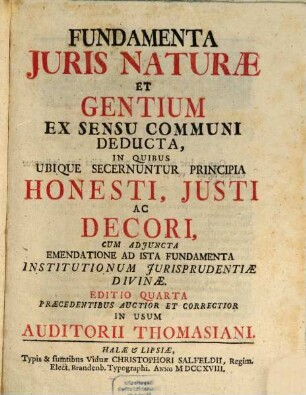 FUNDAMENTA
JURIS NATURÆ
ET
GENTIUM
EX SENSU COMMUNI
DEDUCTA,
IN QUIBUS
UBIQUE SECERNUNTUR PRINCIPIA
HONESTI, JUSTI
AC
DECORI,
CUM ADJUNCTA
EMENDATIONE AD ISTA FUNDAMENTA
INSTITUTIONUM JURISPRUDENTIÆ
DIVINÆ.
EDITIO QUARTA
PRÆCEDENTIBUS AUCTIOR ET CORRECTIOR
IN USUM
AUDITORII THOMASIANI.
HALÆ & LIPSIÆ,
Typis & sumtibus Viduæ CHRISTOPHORI SALFELDII, Regim.
Elect. Brandenb. Typographi. ANNO MDCCXVIII.